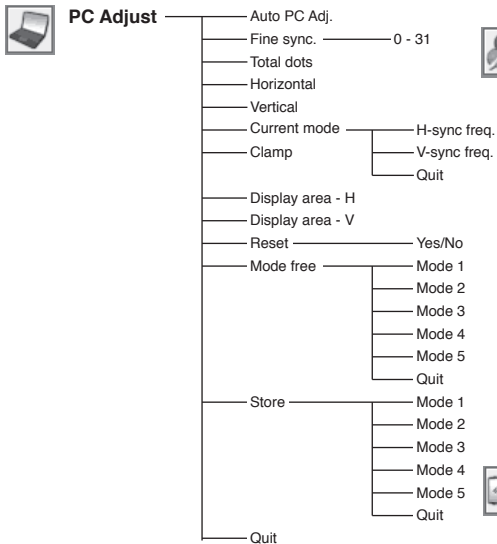 PC Adjust
Auto PC Adj.
Fine sync. 0 - 31
Total dots
Horizontal
Vertical
Current mode H-sync freq.
Clamp V-sync freq.
Quit
Display area - H
Display area - V
Reset Yes/No
Mode free Mode 1
Mode 2
Mode 3
Mode 4
Mode 5
Quit
Store Mode 1
Mode 2
Mode 3
Mode 4
Mode 5
Quit
Quit